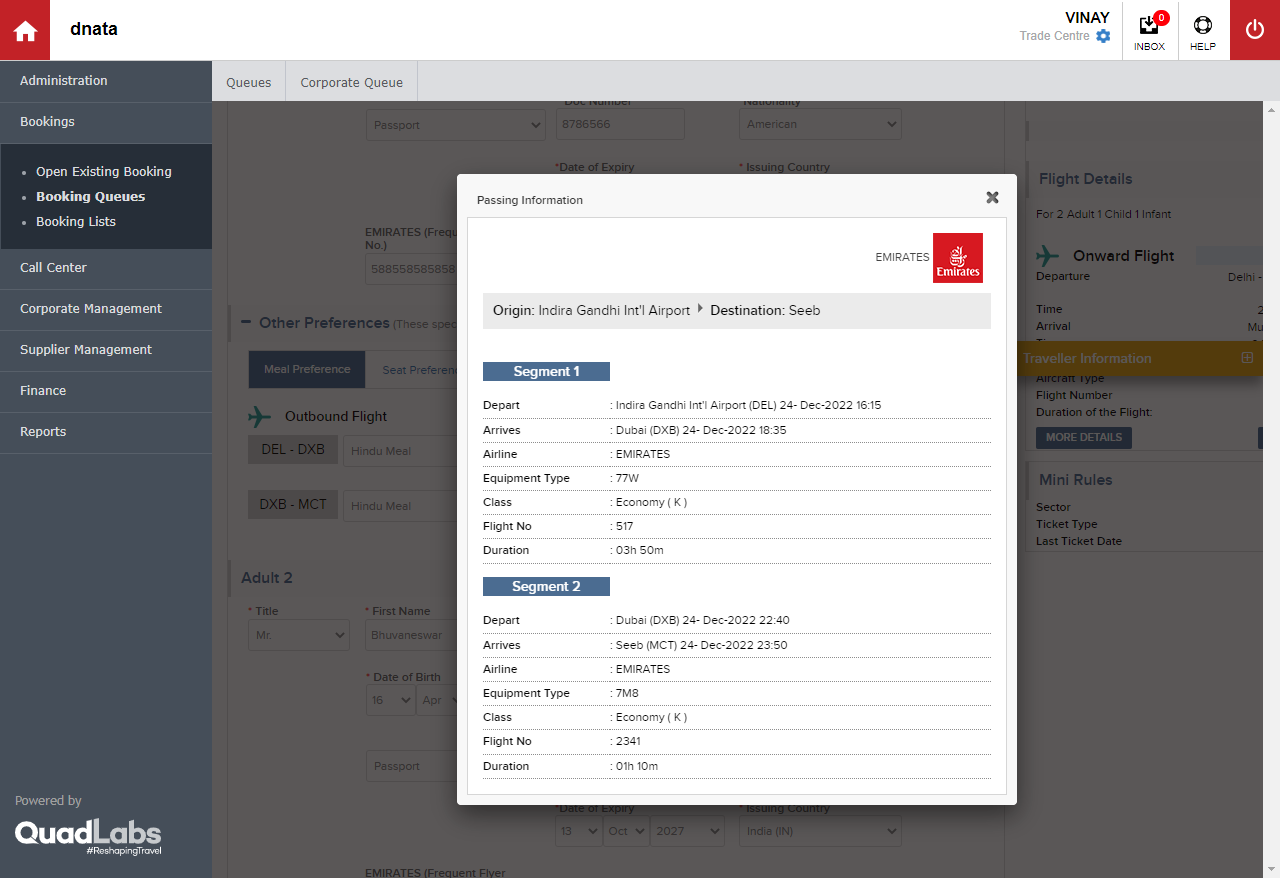 dnata
VINAY
Trade Centre
0
INBOX
HELP
Administration
Bookings
Open Existing Booking
Booking Queues
Booking Lists
Call Center
Corporate Management
Supplier Management
Finance
Reports
Powered by
QuadLabs
#ReshapingTravel
Queues
Corporate Queue
Doc Number
Nationality
Passport
8786566
American
*Date of Expiry
* Issuing Country
EMIRATES (Frequ
No.)
588558585858
Other Preferences (These spec
Meal Preference
Seat Preferenc
Outbound Flight
DEL - DXB
Hindu Meal
DXB - MCT
Hindu Meal
Adult 2
* Title
* First Name
Mr.
Bhuvaneswar
* Date of Birth
16
Apr
Passport
*Date of Expiry
* Issuing Country
13
Oct
2027
India (IN)
EMIRATES (Frequent Flyer
Passing Information
EMIRATES
Emirates
Origin: Indira Gandhi Int'l Airport
Destination: Seeb
Segment 1
Depart : Indira Gandhi Int'l Airport (DEL) 24- Dec-2022 16:15
Arrives : Dubai (DXB) 24- Dec-2022 18:35
Airline : EMIRATES
Equipment Type : 77W
Class : Economy ( K )
Flight No : 517
Duration : 03h 50m
Segment 2
Depart : Dubai (DXB) 24- Dec-2022 22:40
Arrives : Seeb (MCT) 24- Dec-2022 23:50
Airline : EMIRATES
Equipment Type : 7M8
Class : Economy ( K )
Flight No : 2341
Duration : 01h 10m
Flight Details
For 2 Adult 1 Child 1 Infant
Onward Flight
Departure
Delhi -
Time
2
Arrival
Mu
Traveller Information
Aircraft Type
Flight Number
Duration of the Flight:
MORE DETAILS
Mini Rules
Sector
Ticket Type
Last Ticket Date